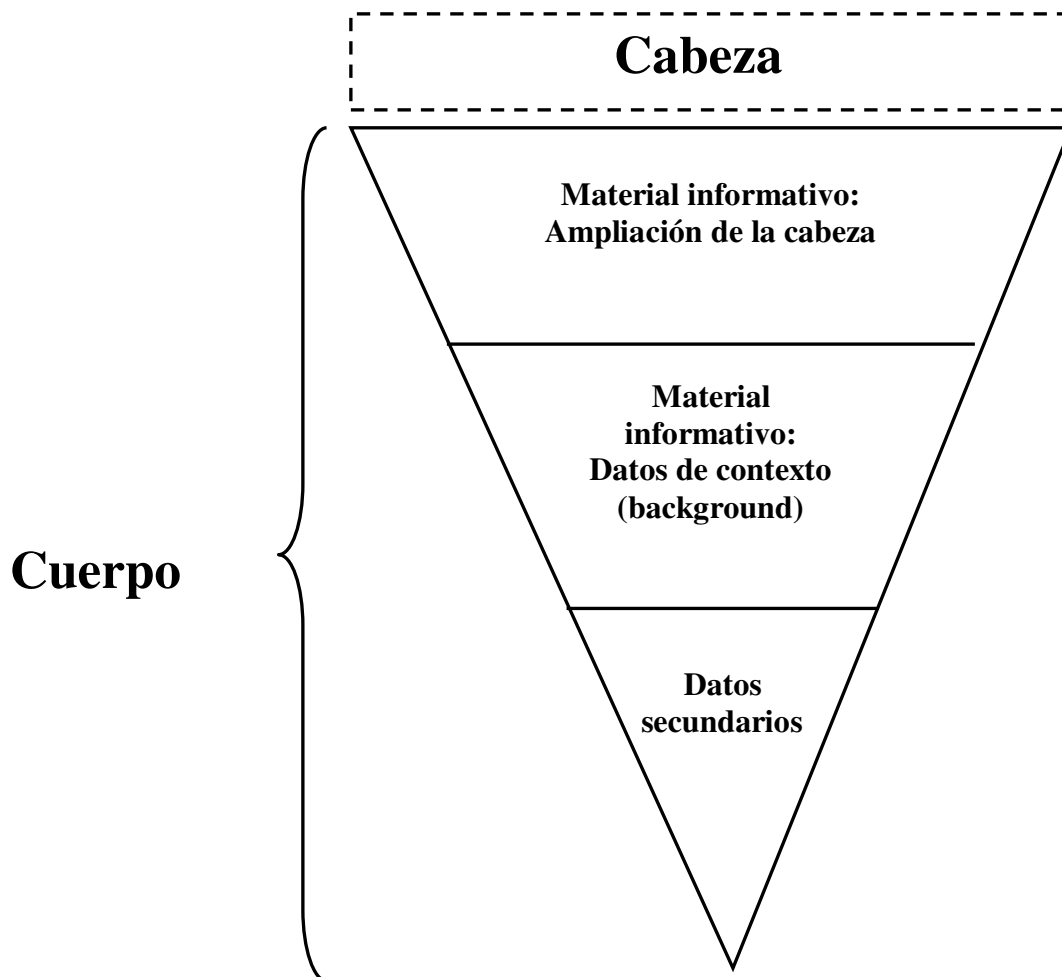 Cabeza
Material informativo:
Ampliación de la cabeza
Material
informativo:
Datos de contexto
(background)
Cuerpo
Datos
secundarios